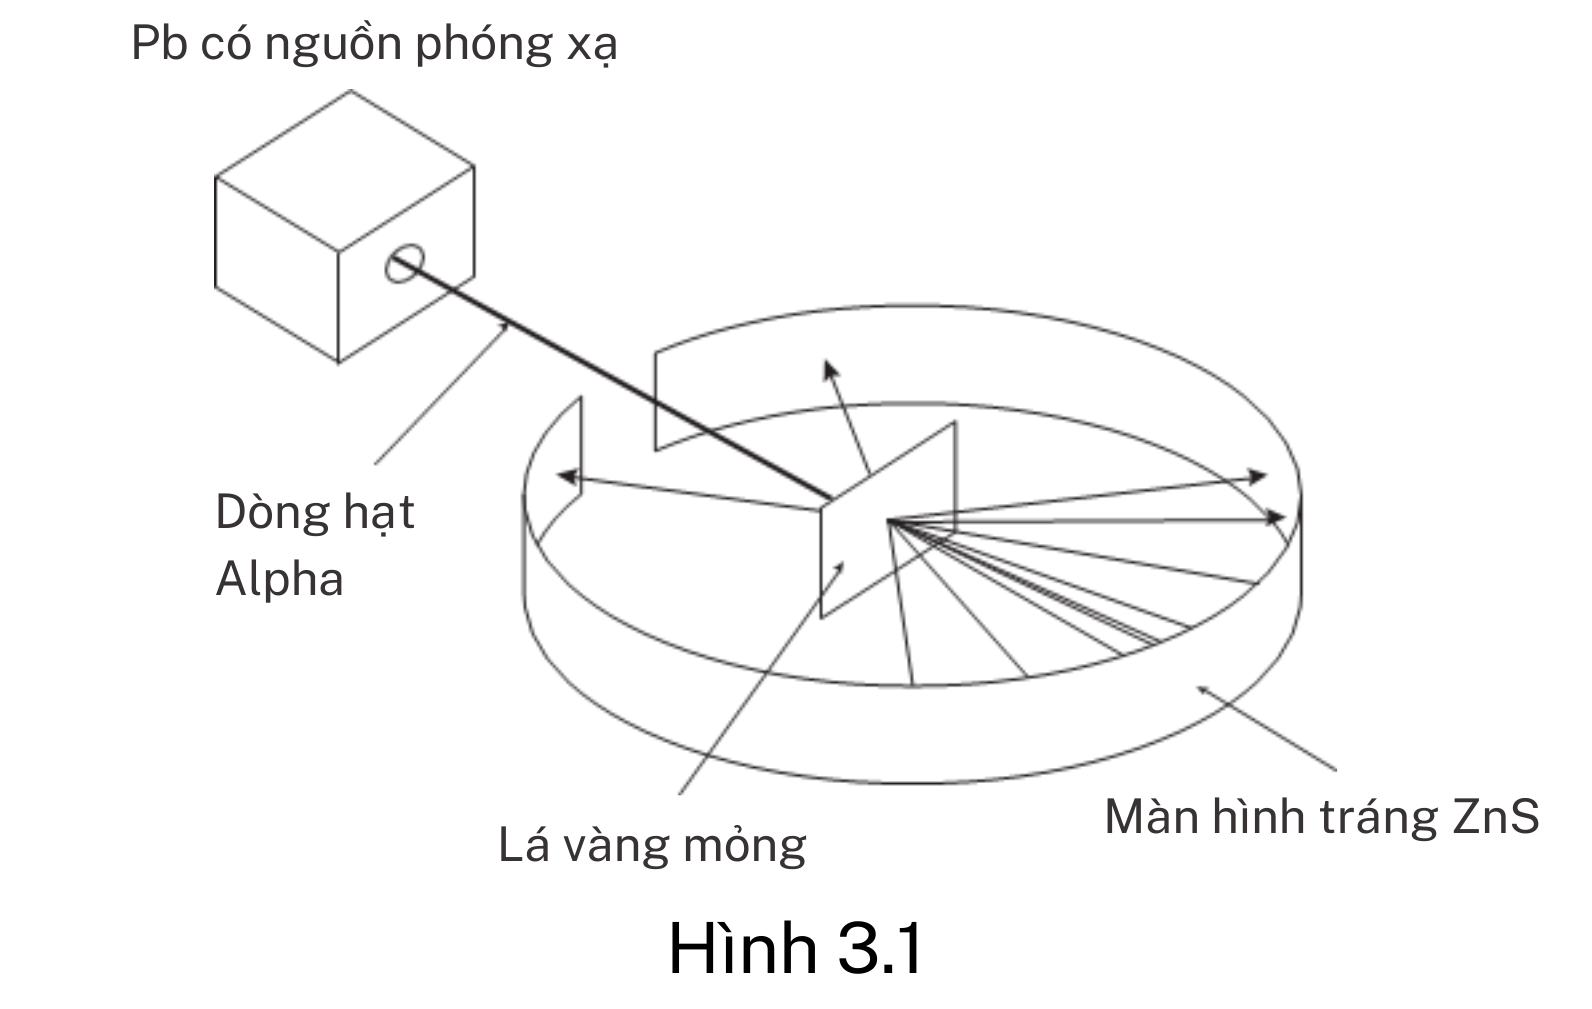 Pb có nguồn phóng xạ
Dòng hạt
Alpha
Lá vàng mỏng
Màn hình tráng ZnS
Hình 3.1